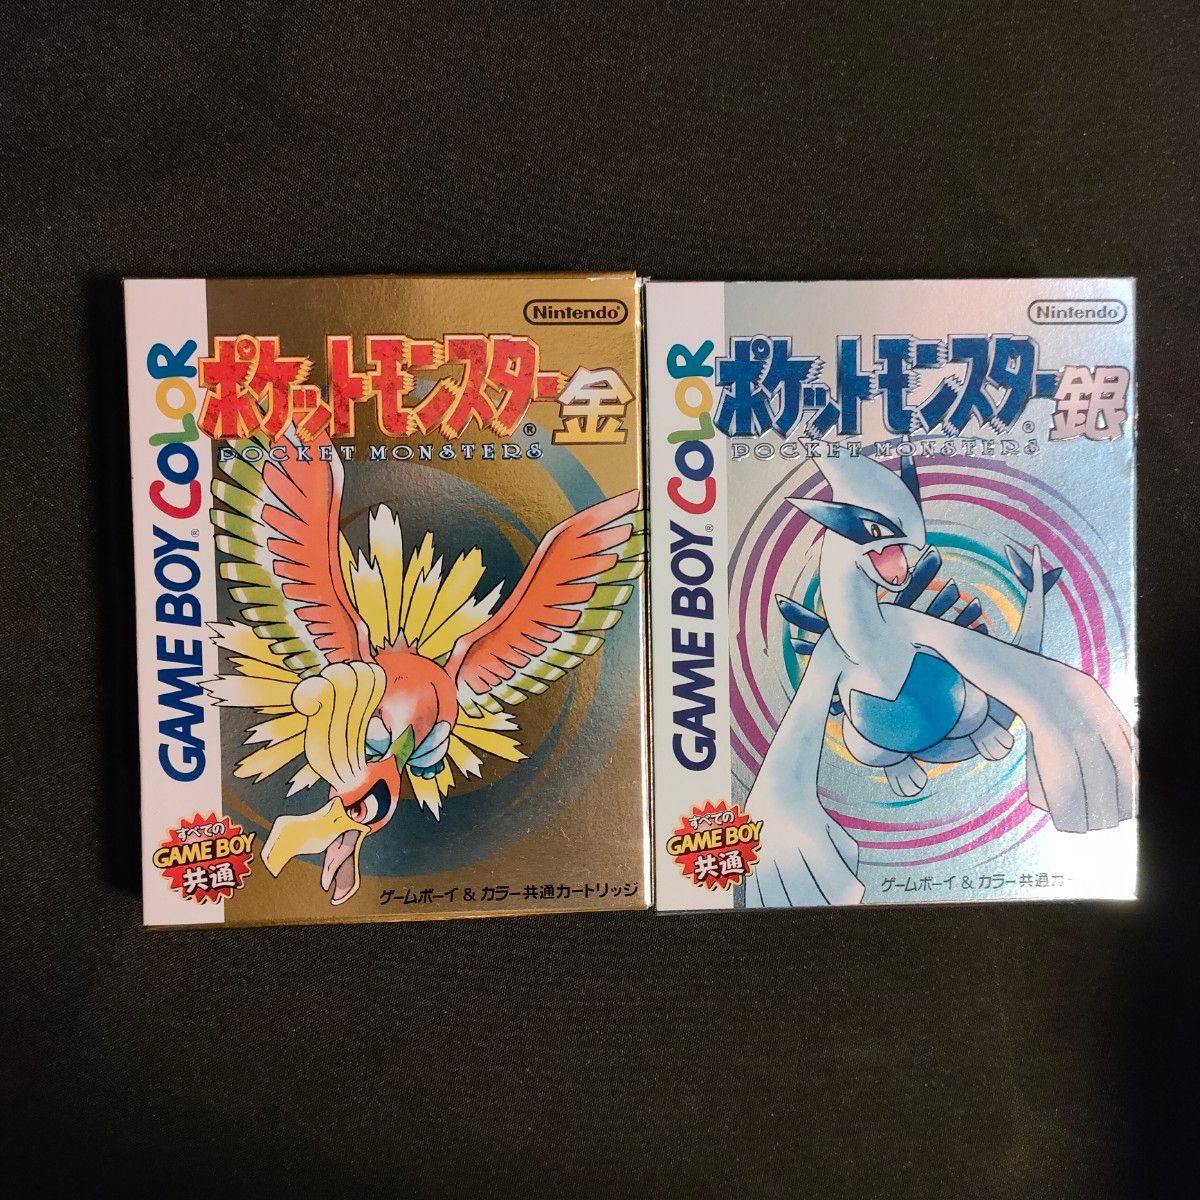 Nintendo®
ポケットモンスター金
®
POCKET MONSTERS
GAME BOY® COLOR
すべての
GAME BOY
共通
ゲームボーイ & カラー共通カートリッジ
Nintendo®
ポケットモンスター銀
®
POCKET MONSTERS
GAME BOY® COLOR
すべての
GAME BOY
共通
ゲームボーイ & カラー共通カー